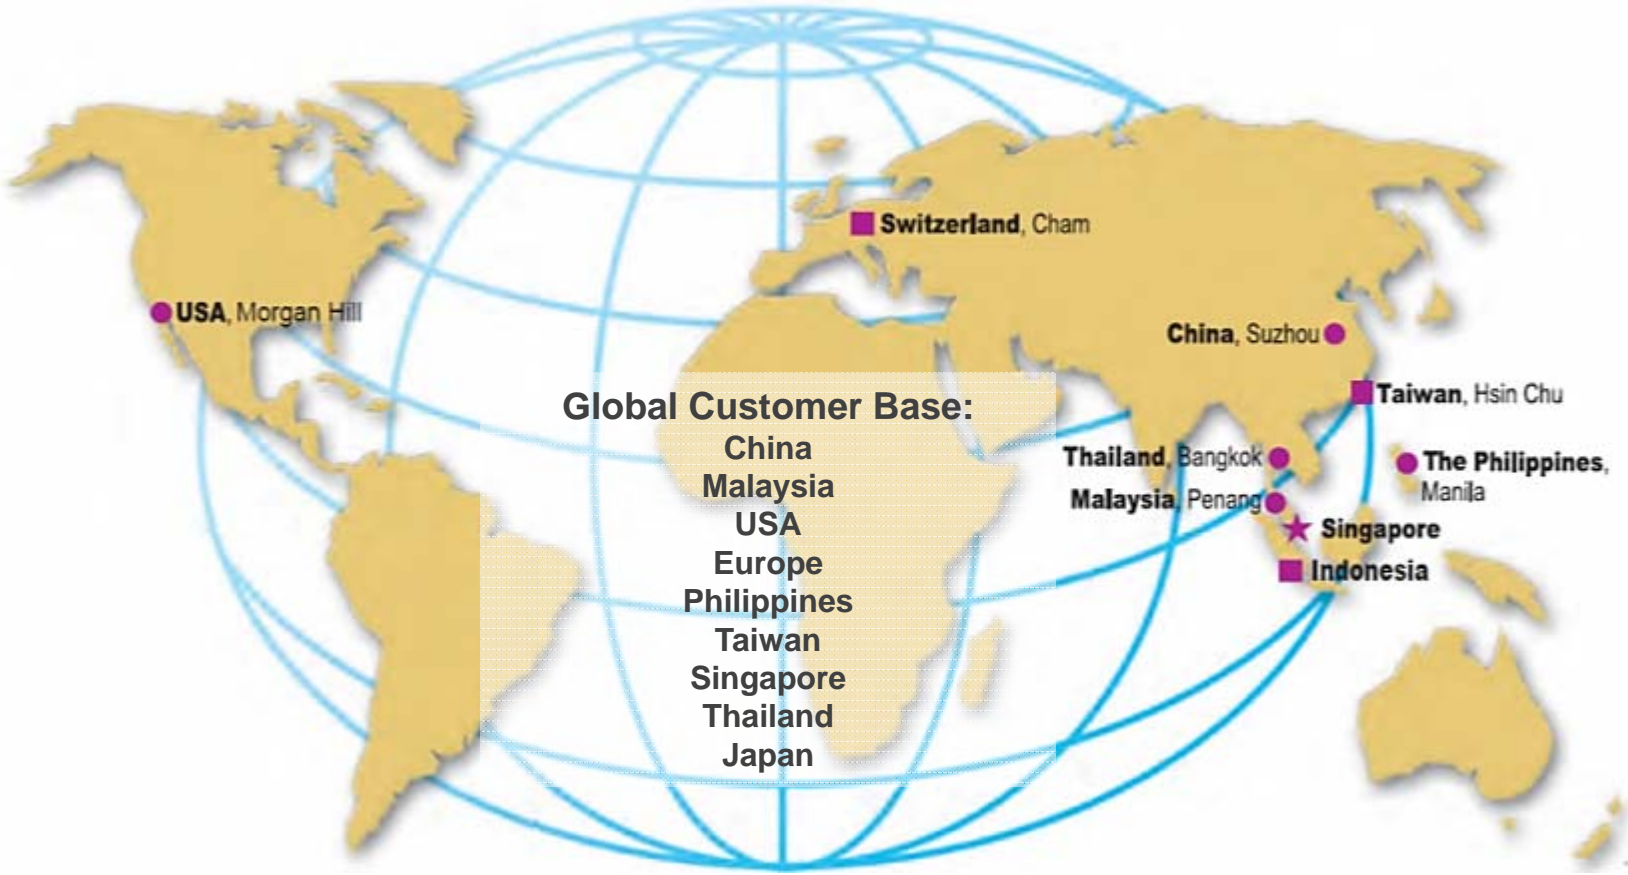 Switzerland, Cham
USA, Morgan Hill
China, Suzhou
Taiwan, Hsin Chu
Thailand, Bangkok
The Philippines,
Manila
Malaysia, Penang
Singapore
Indonesia
Global Customer Base:
China
Malaysia
USA
Europe
Philippines
Taiwan
Singapore
Thailand
Japan